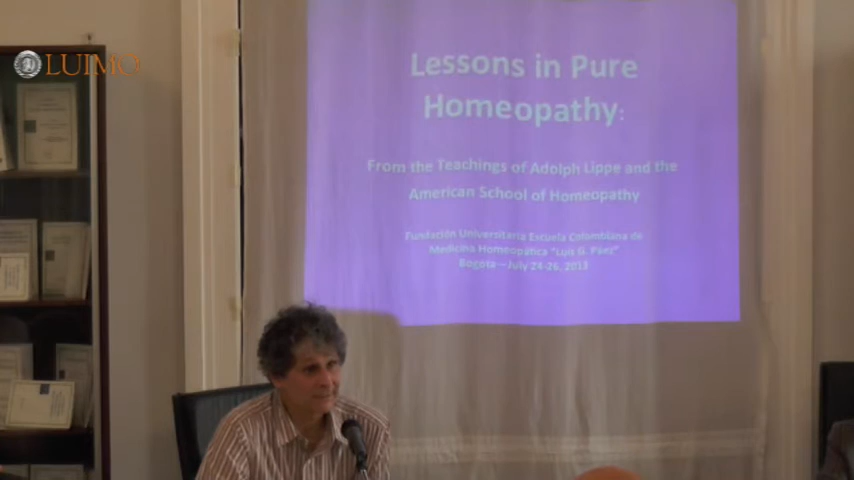 LUIMO
Lessons in Pure
Homeopathy:
From the Teachings of Adolph Lippe and the
American School of Homeopathy
Fundación Universitaria Escuela Colombiana de
Medicina Homeopática "Luis G. Páez"
Bogota – July 24-26, 2013